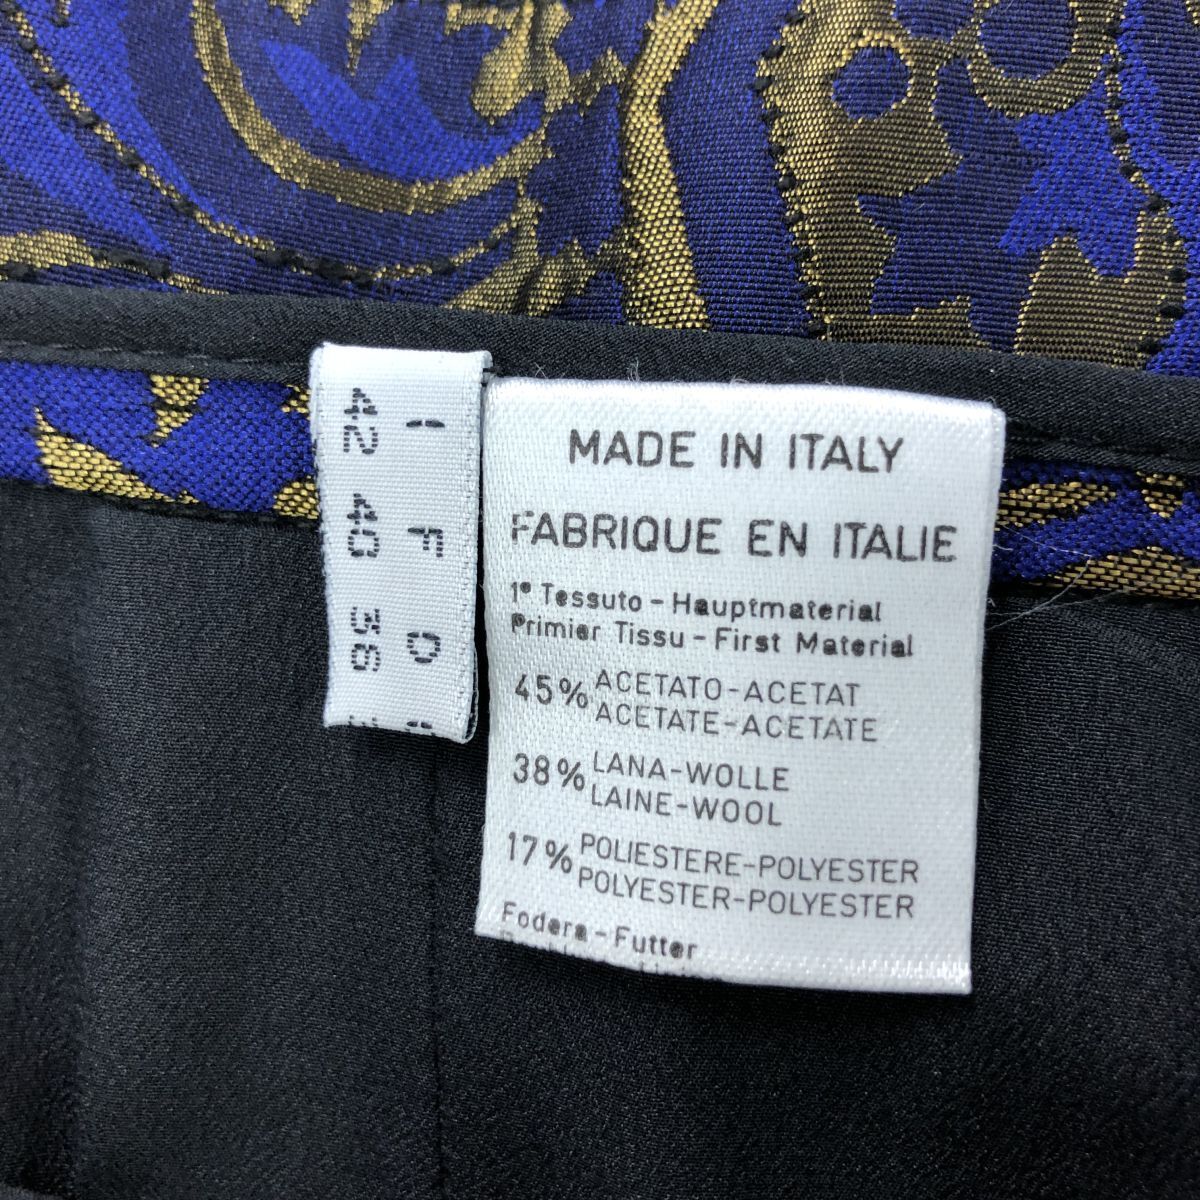 I F D
42 40 36
MADE IN ITALY
FABRIQUE EN ITALIE
1° Tessuto - Hauptmaterial
Primier Tissu - First Material
45% ACETATO-ACETAT
ACETATE-ACETATE
38% LANA-WOLLE
LAINE-WOOL
17% POLIESTERE-POLYESTER
POLYESTER-POLYESTER
Fodera - Futter